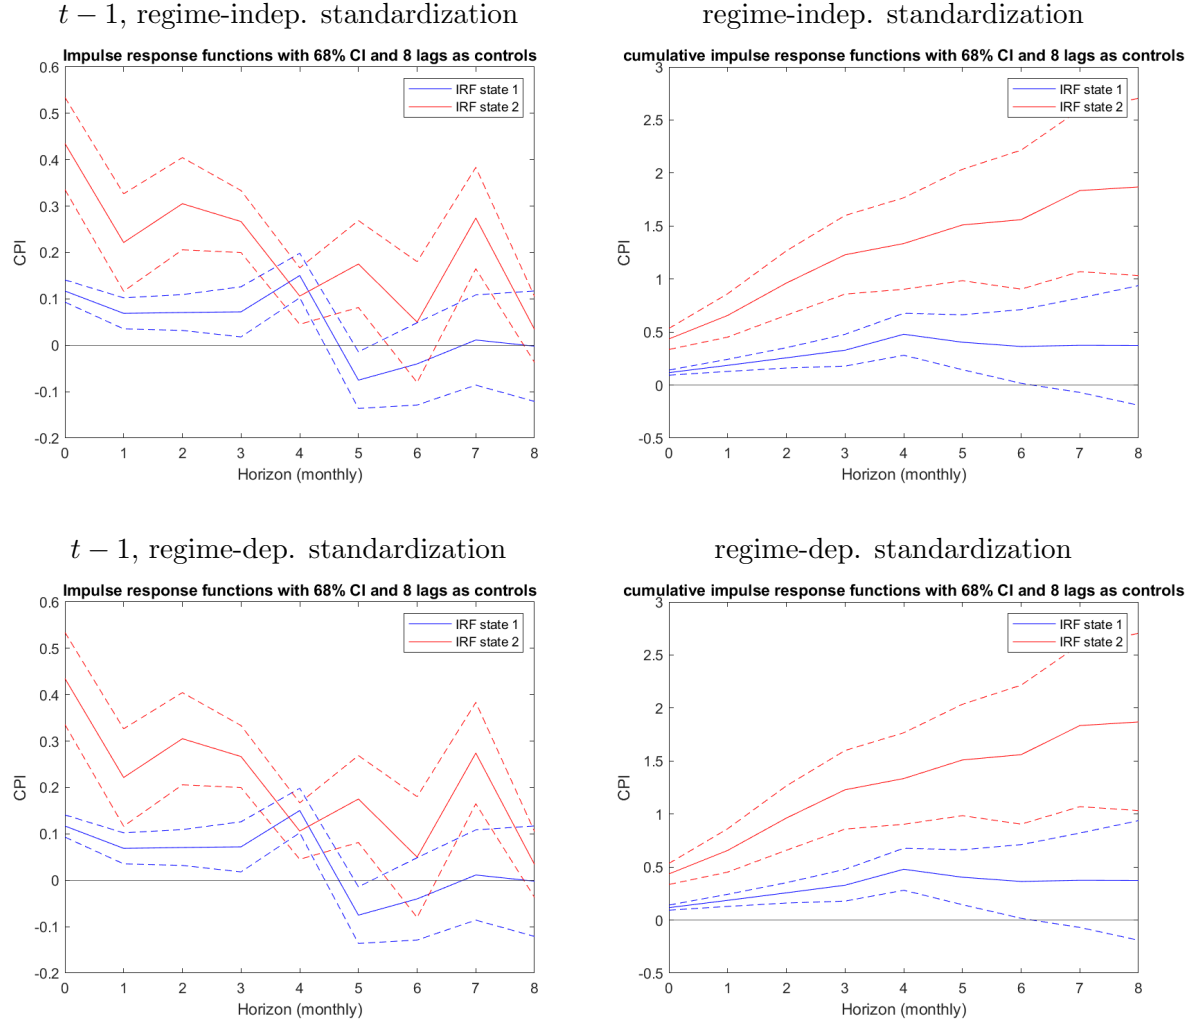 t − 1, regime-indep. standardization
Impulse response functions with 68% CI and 8 lags as controls
0.6
0.5
0.4
0.3
0.2
0.1
0
-0.1
-0.2
CPI
IRF state 1
IRF state 2
0 1 2 3 4 5 6 7 8
Horizon (monthly)
regime-indep. standardization
cumulative impulse response functions with 68% CI and 8 lags as controls
3
2.5
2
1.5
1
0.5
0
-0.5
CPI
IRF state 1
IRF state 2
0 1 2 3 4 5 6 7 8
Horizon (monthly)
t − 1, regime-dep. standardization
Impulse response functions with 68% CI and 8 lags as controls
0.6
0.5
0.4
0.3
0.2
0.1
0
-0.1
-0.2
CPI
IRF state 1
IRF state 2
0 1 2 3 4 5 6 7 8
Horizon (monthly)
regime-dep. standardization
cumulative impulse response functions with 68% CI and 8 lags as controls
3
2.5
2
1.5
1
0.5
0
-0.5
CPI
IRF state 1
IRF state 2
0 1 2 3 4 5 6 7 8
Horizon (monthly)